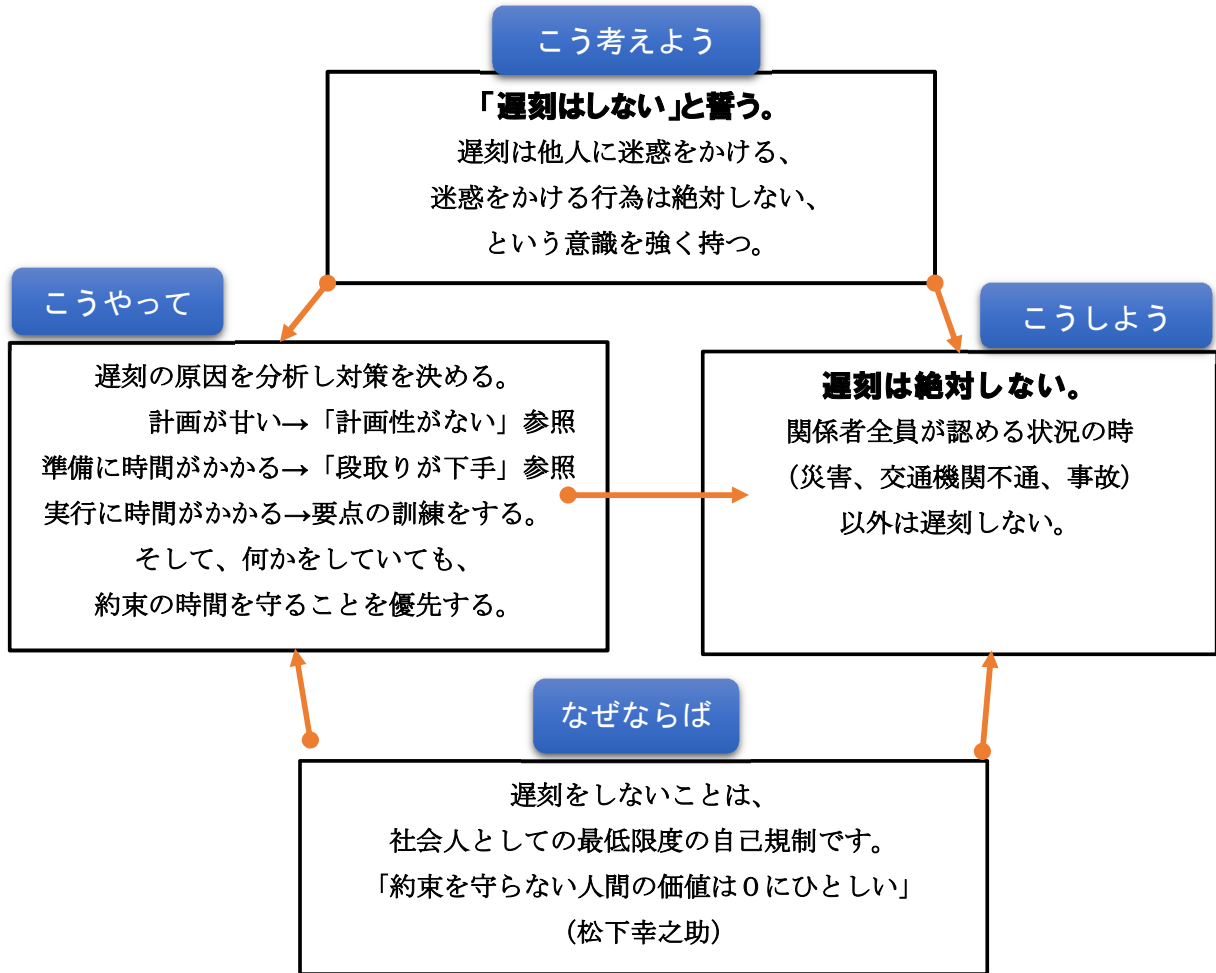 こう考えよう
「遅刻はしない」と誓う。
遅刻は他人に迷惑をかける、
迷惑をかける行為は絶対しない、
という意識を強く持つ。
こうやって
遅刻の原因を分析し対策を決める。
計画が甘い→「計画性がない」参照
準備に時間がかかる→「段取りが下手」参照
実行に時間がかかる→要点の訓練をする。
そして、何かをしていても、
約束の時間を守ることを優先する。
こうしよう
遅刻は絶対しない。
関係者全員が認める状況の時
（災害、交通機関不通、事故）
以外は遅刻しない。
なぜならば
遅刻をしないことは、
社会人としての最低限度の自己規制です。
「約束を守らない人間の価値は０にひとしい」
（松下幸之助）